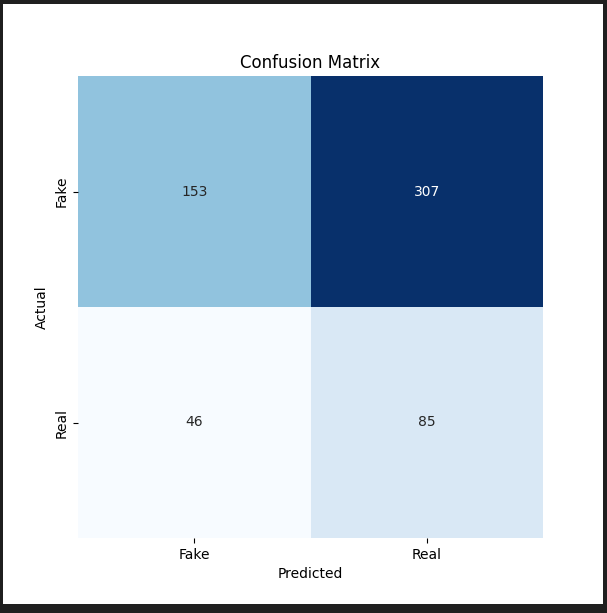 Confusion Matrix
Fake
153
307
Actual
Real
46
85
Fake
Real
Predicted